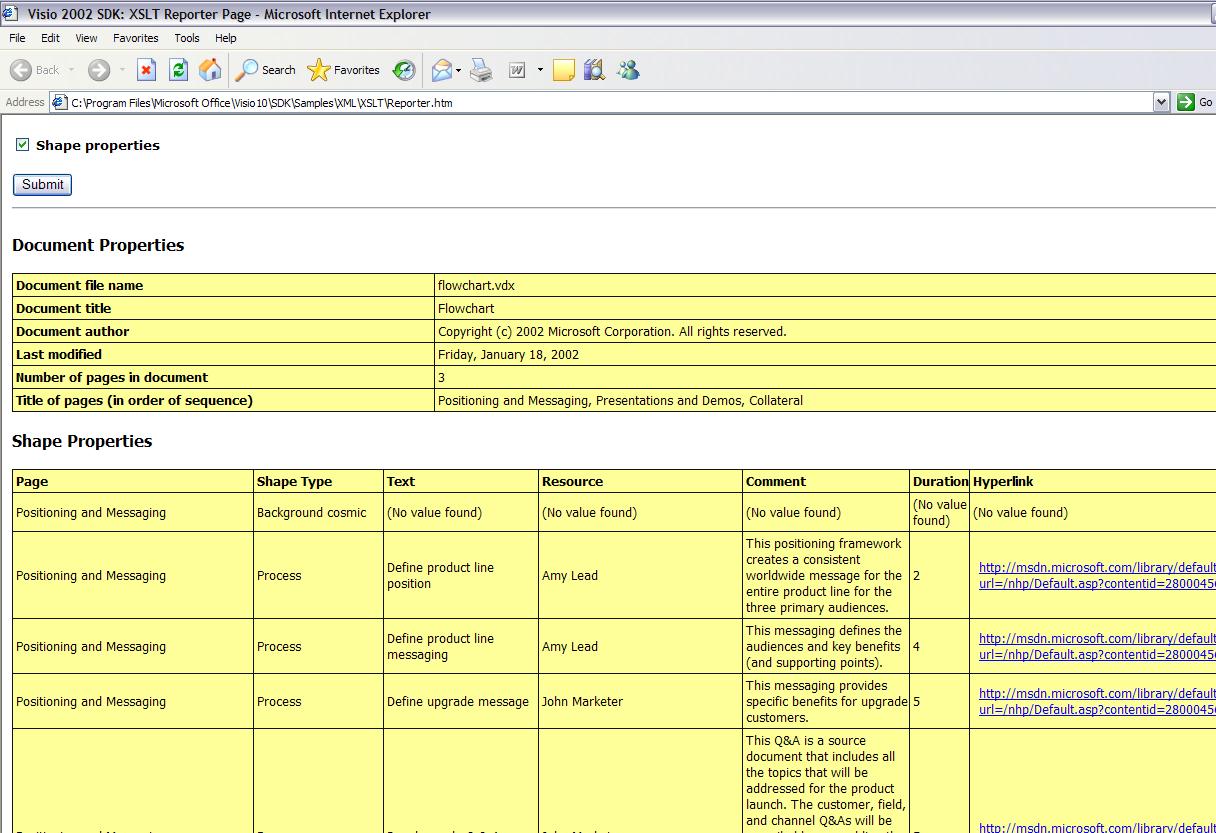 Visio 2002 SDK: XSLT Reporter Page - Microsoft Internet Explorer
File Edit View Favorites Tools Help
Back Search Favorites
Address C:\Program Files\Microsoft Office\Visio10\SDK\Samples\XML\XSLT\Reporter.htm Go
Shape properties
Submit
Document Properties
Document file name flowchart.vdx
Document title Flowchart
Document author Copyright (c) 2002 Microsoft Corporation. All rights reserved.
Last modified Friday, January 18, 2002
Number of pages in document 3
Title of pages (in order of sequence) Positioning and Messaging, Presentations and Demos, Collateral
Shape Properties
Page Shape Type Text Resource Comment Duration Hyperlink
Positioning and Messaging Background cosmic (No value found) (No value found) (No value found) (No value
found) (No value found)
Positioning and Messaging Process Define product line
position
Amy Lead
This positioning framework
creates a consistent
worldwide message for the
entire product line for the
three primary audiences.
2
http://msdn.microsoft.com/library/default
url=/nhp/Default.asp?contentid=2800045
Positioning and Messaging Process Define product line
messaging
Amy Lead
This messaging defines the
audiences and key benefits
(and supporting points).
4
http://msdn.microsoft.com/library/default
url=/nhp/Default.asp?contentid=2800045
Positioning and Messaging Process Define upgrade message John Marketer
This messaging provides
specific benefits for upgrade
customers.
5
http://msdn.microsoft.com/library/default
url=/nhp/Default.asp?contentid=2800045
This Q&A is a source
document that includes all
the topics that will be
addressed for the product
launch. The customer, field,
and channel Q&As will be
http://msdn.microsoft.com/library/default